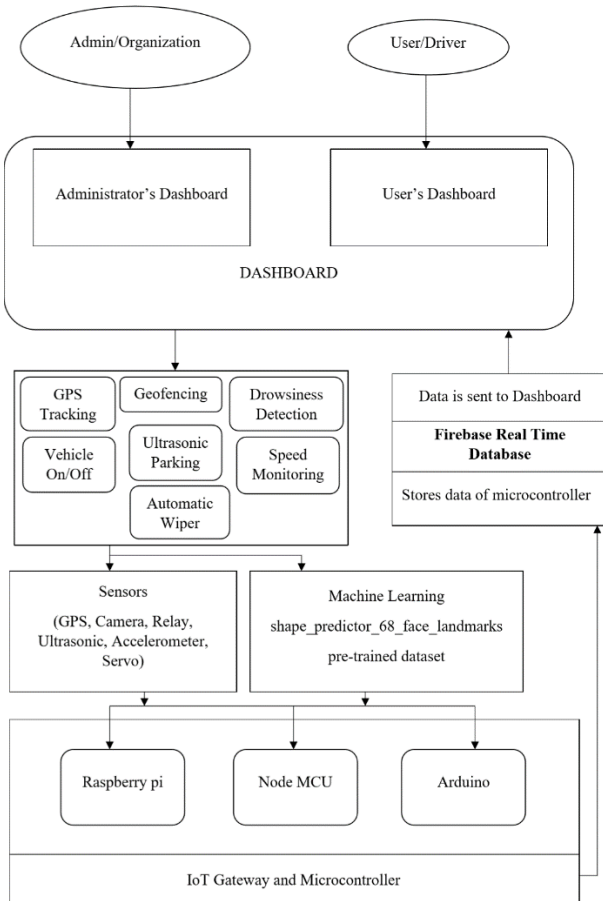 Admin/Organization
User/Driver
Administrator's Dashboard
User's Dashboard
DASHBOARD
GPS
Tracking
Geofencing
Drowsiness
Detection
Vehicle
On/Off
Ultrasonic
Parking
Speed
Monitoring
Automatic
Wiper
Data is sent to Dashboard
Firebase Real Time
Database
Stores data of microcontroller
Sensors
(GPS, Camera, Relay,
Ultrasonic, Accelerometer,
Servo)
Machine Learning
shape_predictor_68_face_landmarks
pre-trained dataset
Raspberry pi
Node MCU
Arduino
IoT Gateway and Microcontroller